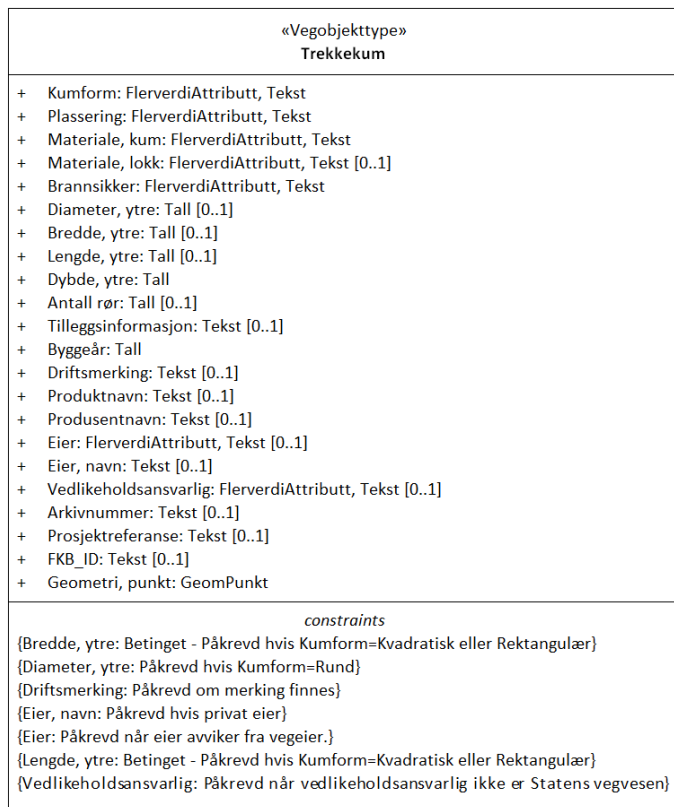 «Vegobjekttype»
Trekkekum
+ Kumform: FlerverdiAttributt, Tekst
+ Plassering: FlerverdiAttributt, Tekst
+ Materiale, kum: FlerverdiAttributt, Tekst
+ Materiale, lokk: FlerverdiAttributt, Tekst [0..1]
+ Brannsikker: FlerverdiAttributt, Tekst
+ Diameter, ytre: Tall [0..1]
+ Bredde, ytre: Tall [0..1]
+ Lengde, ytre: Tall [0..1]
+ Dybde, ytre: Tall
+ Antall rør: Tall [0..1]
+ Tilleggsinformasjon: Tekst [0..1]
+ Byggeår: Tall
+ Driftsmerking: Tekst [0..1]
+ Produktnavn: Tekst [0..1]
+ Produsentnavn: Tekst [0..1]
+ Eier: FlerverdiAttributt, Tekst [0..1]
+ Eier, navn: Tekst [0..1]
+ Vedlikeholdsansvarlig: FlerverdiAttributt, Tekst [0..1]
+ Arkivnummer: Tekst [0..1]
+ Prosjektreferanse: Tekst [0..1]
+ FKB_ID: Tekst [0..1]
+ Geometri, punkt: GeomPunkt
constraints
{Bredde, ytre: Betinget - Påkrevd hvis Kumform=Kvadratisk eller Rektangulær}
{Diameter, ytre: Påkrevd hvis Kumform=Rund}
{Driftsmerking: Påkrevd om merking finnes}
{Eier, navn: Påkrevd hvis privat eier}
{Eier: Påkrevd når eier avviker fra vegeier.}
{Lengde, ytre: Betinget - Påkrevd hvis Kumform=Kvadratisk eller Rektangulær}
{Vedlikeholdsansvarlig: Påkrevd når vedlikeholdsansvarlig ikke er Statens vegvesen}